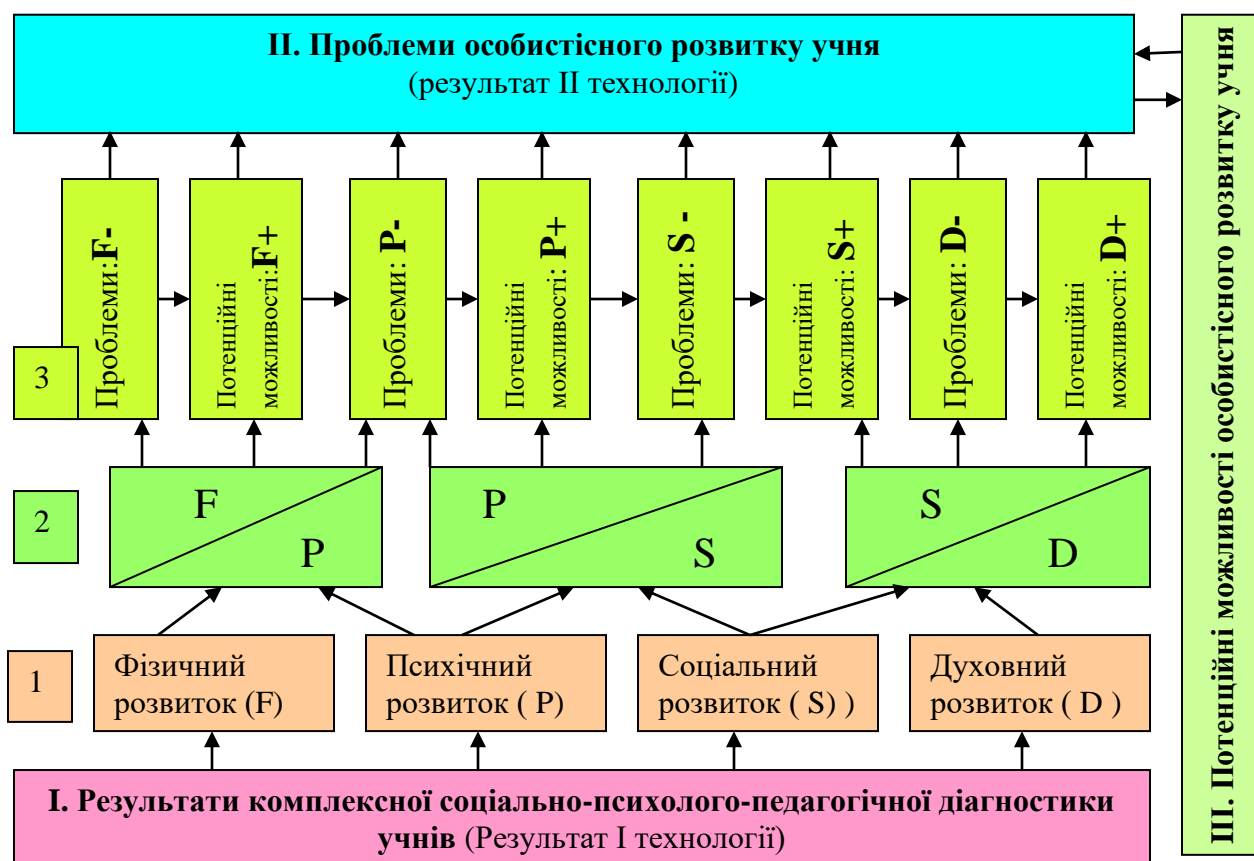 II. Проблеми особистісного розвитку учня
(результат II технології)
III. Потенційні можливості особистісного розвитку учня
3
Проблеми:F-
Потенційні
можливості:F+
Проблеми: P-
Потенційні
можливості: P+
Проблеми: S -
Потенційні
можливості: S+
Проблеми: D-
Потенційні
можливості: D+
2
F
P
P
S
S
D
1
Фізичний
розвиток (F)
Психічний
розвиток ( P)
Соціальний
розвиток ( S) )
Духовний
розвиток ( D )
I. Результати комплексної соціально-психолого-педагогічної діагностики
учнів (Результат I технології)